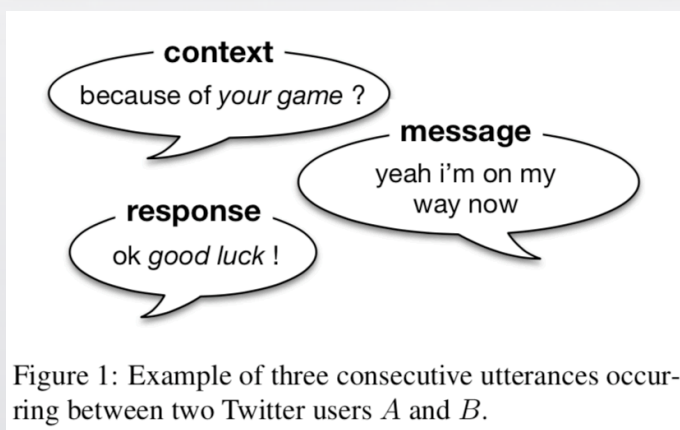 context
because of your game ?
message
yeah i'm on my
way now
response
ok good luck !
Figure 1: Example of three consecutive utterances occur-
ring between two Twitter users A and B.